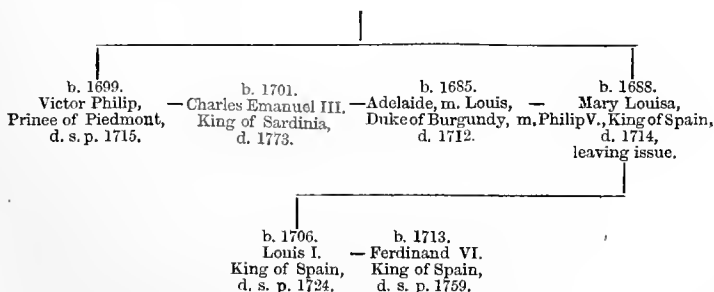 b. 1699.
Victor Philip,
Prince of Piedmont,
d. s. p. 1715.
— b. 1701.
Charles Emanuel III.
King of Sardinia,
d. 1773.
— b. 1685.
Adelaide, m. Louis,
Duke of Burgundy,
d. 1712.
— b. 1688.
Mary Louisa,
m. Philip V., King of Spain,
d. 1714,
leaving issue.
b. 1706.
Louis I.
King of Spain,
d. s. p. 1724.
— b. 1713.
Ferdinand VI.
King of Spain,
d. s. p. 1759.